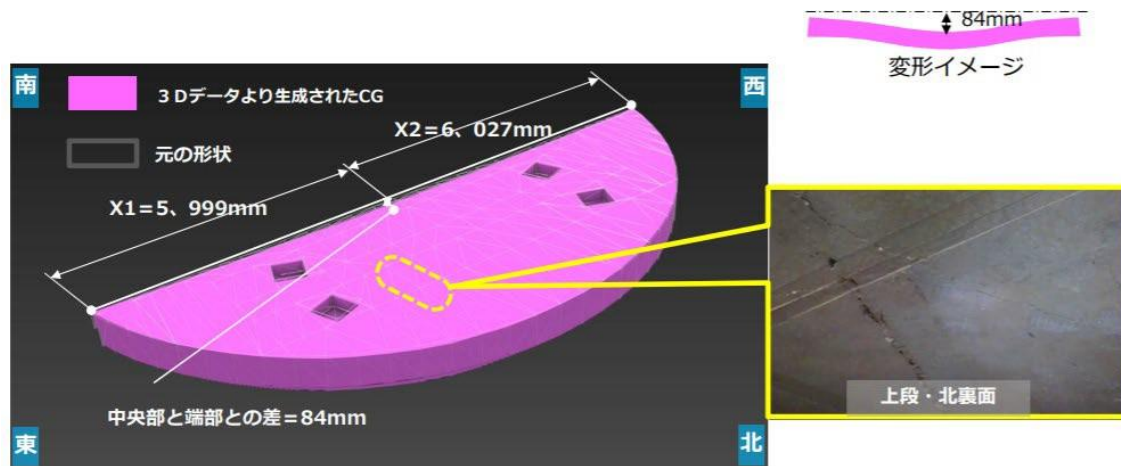 84mm
変形イメージ
南
西
３Dデータより生成されたCG
元の形状
X2＝6、027mm
X1＝5、999mm
中央部と端部との差＝84mm
上段・北裏面
東
北